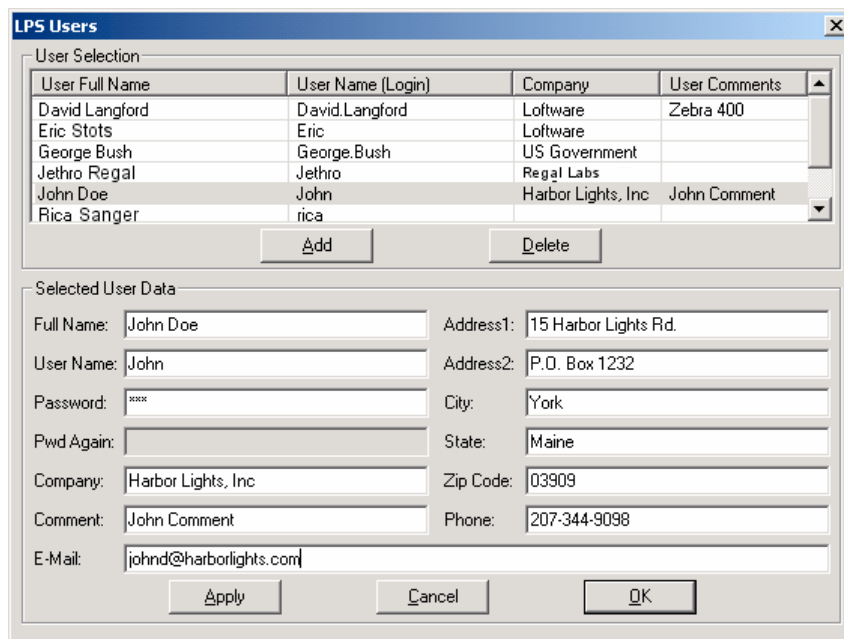 LPS Users
User Selection
User Full Name User Name (Login) Company User Comments
David Langford David.Langford Loftware Zebra 400
Eric Stots Eric Loftware
George Bush George.Bush US Government
Jethro Regal Jethro Regal Labs
John Doe John Harbor Lights, Inc John Comment
Rica Sanger rica
Add Delete
Selected User Data
Full Name: John Doe Address1: 15 Harbor Lights Rd.
User Name: John Address2: P.O. Box 1232
Password: *** City: York
Pwd Again: State: Maine
Company: Harbor Lights, Inc Zip Code: 03909
Comment: John Comment Phone: 207-344-9098
E-Mail: johnd@harborlights.com
Apply Cancel OK